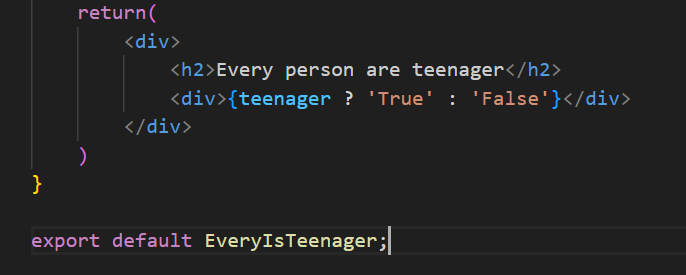 return(
<div>
<h2>Every person are teenager</h2>
<div>{teenager ? 'True' : 'False'}</div>
</div>
)
}
export default EveryIsTeenager;